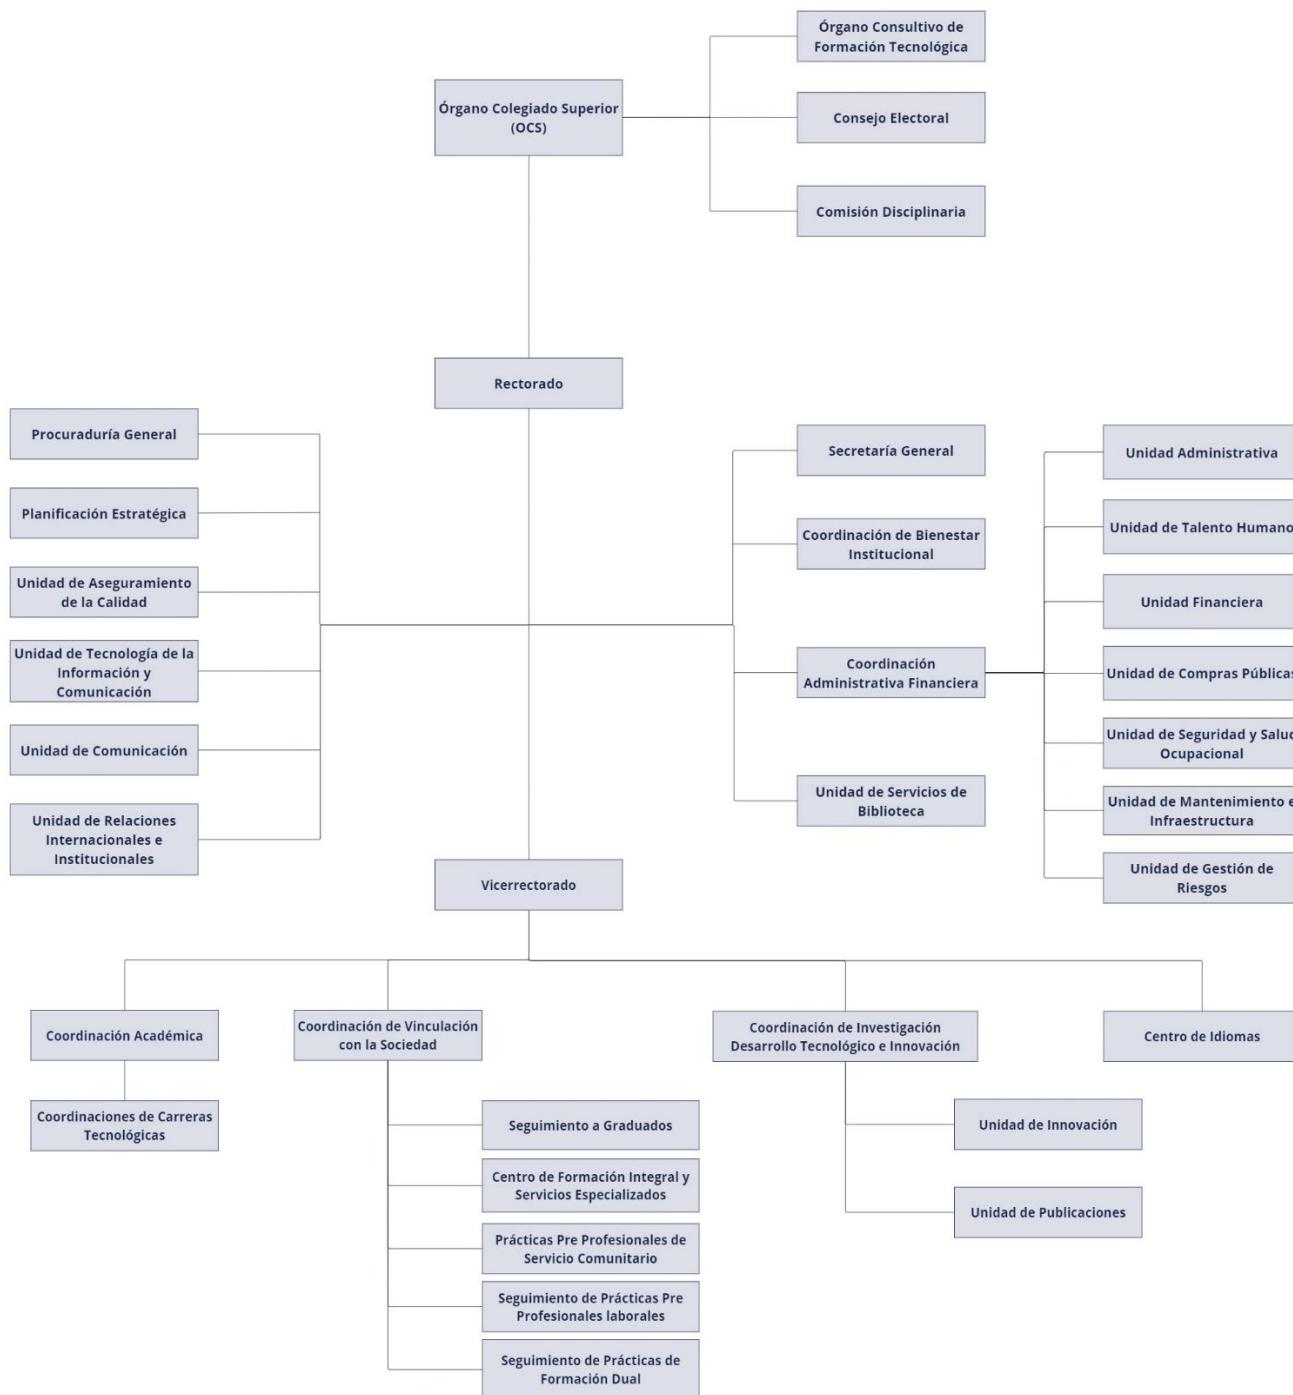 Órgano Consultivo de
Formación Tecnológica
Órgano Colegiado Superior
(OCS)
Consejo Electoral
Comisión Disciplinaria
Rectorado
Procuraduría General
Planificación Estratégica
Unidad de Aseguramiento
de la Calidad
Unidad de Tecnología de la
Información y
Comunicación
Unidad de Comunicación
Unidad de Relaciones
Internacionales e
Institucionales
Secretaría General
Coordinación de Bienestar
Institucional
Coordinación
Administrativa Financiera
Unidad de Servicios de
Biblioteca
Unidad Administrativa
Unidad de Talento Humano
Unidad Financiera
Unidad de Compras Públicas
Unidad de Seguridad y Salud
Ocupacional
Unidad de Mantenimiento e
Infraestructura
Unidad de Gestión de
Riesgos
Vicerrectorado
Coordinación Académica
Coordinaciones de Carreras
Tecnológicas
Coordinación de Vinculación
con la Sociedad
Seguimiento a Graduados
Centro de Formación Integral y
Servicios Especializados
Prácticas Pre Profesionales de
Servicio Comunitario
Seguimiento de Prácticas Pre
Profesionales laborales
Seguimiento de Prácticas de
Formación Dual
Coordinación de Investigación
Desarrollo Tecnológico e Innovación
Unidad de Innovación
Unidad de Publicaciones
Centro de Idiomas